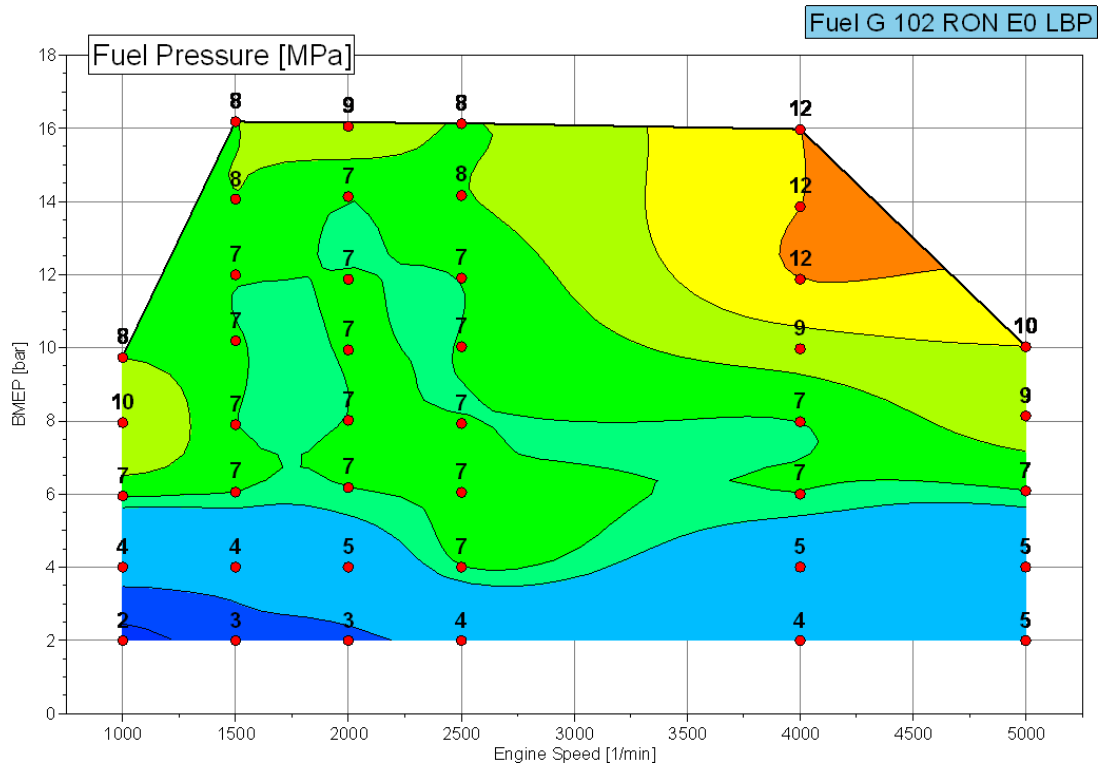 Fuel G 102 RON E0 LBP
Fuel Pressure [MPa]
18
16
14
12
10
8
6
4
2
0
BMEP [bar]
8 9 8 12
8 7 8 12
7 7 7 12
8 7 7 7 9 10
10 7 7 7 7 9
7 7 7 7 7 7
4 4 5 7 5 5
2 3 3 4 4 5
1000 1500 2000 2500 3000 3500 4000 4500 5000
Engine Speed [1/min]